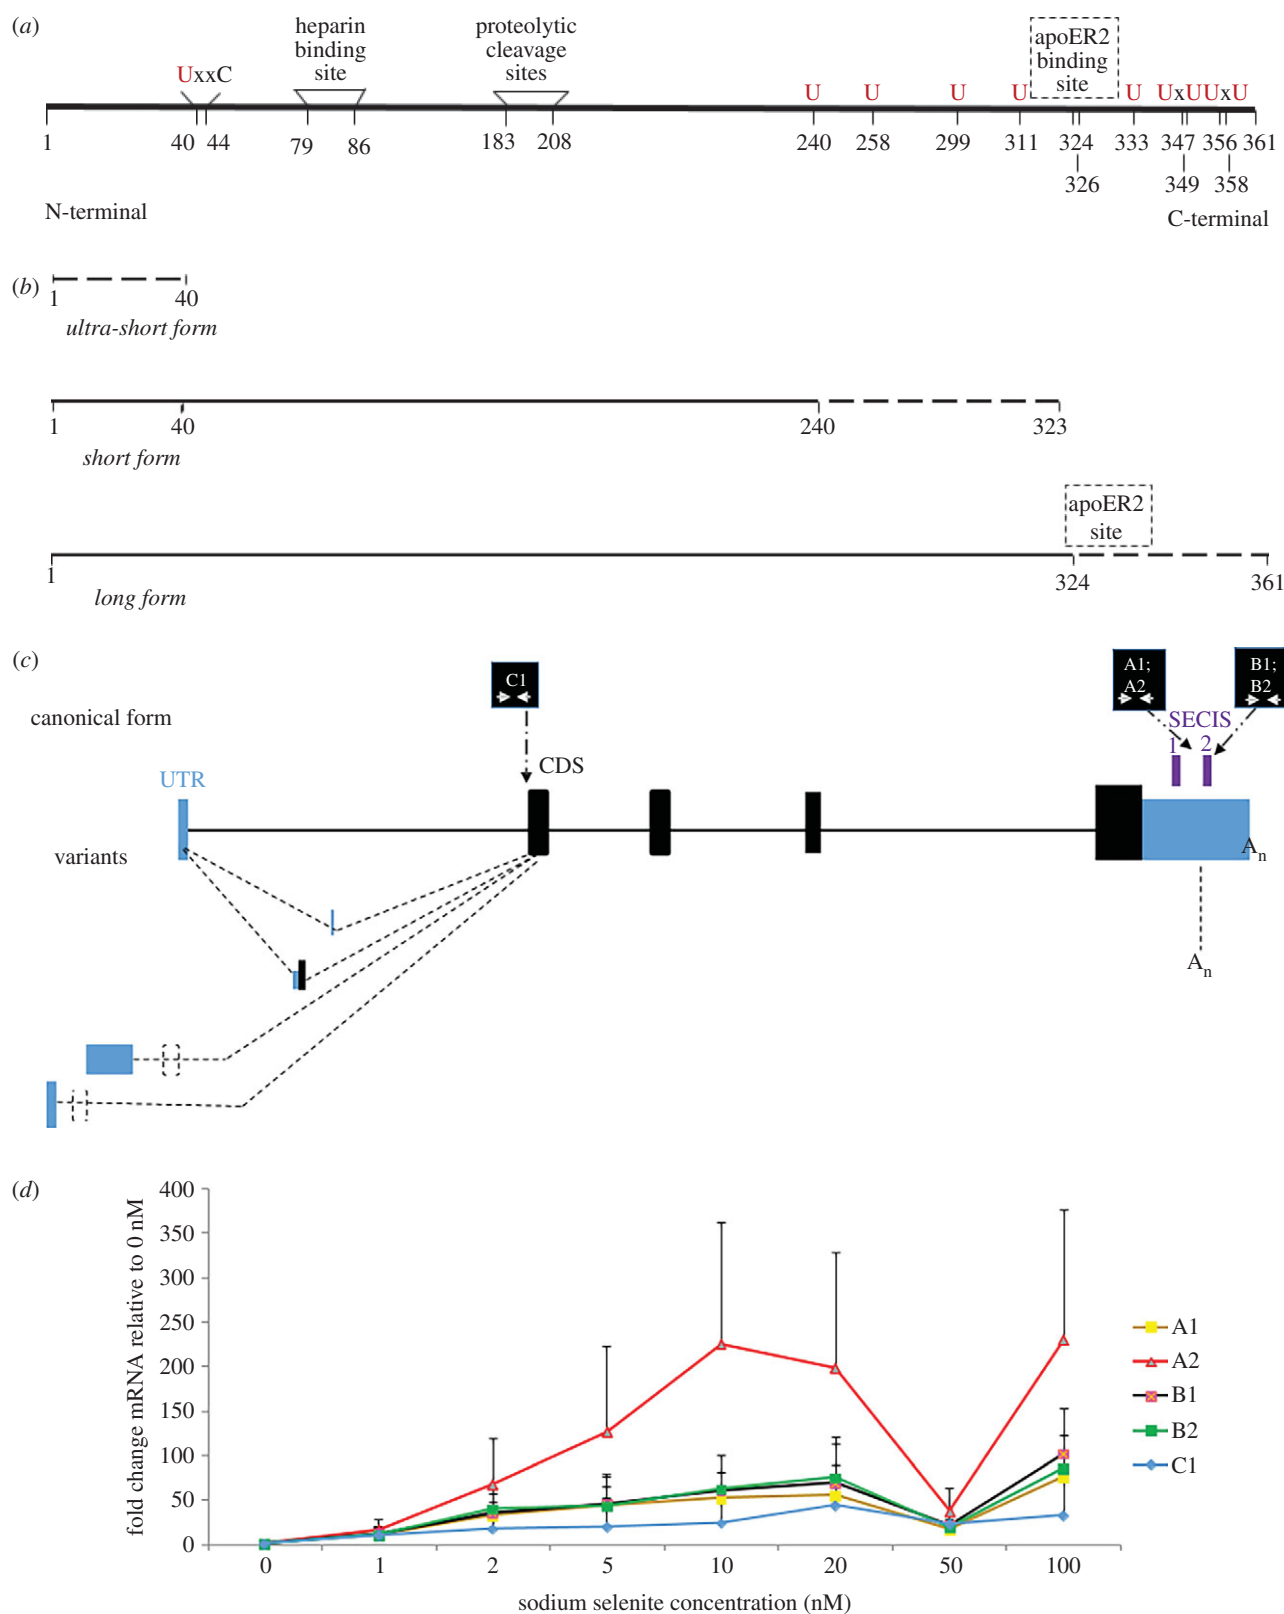 (a)
heparin
binding
site
proteolytic
cleavage
sites
apoER2
binding
site
UxxC
U U U U U UxUUxU
1 40 44 79 86 183 208 240 258 299 311 324 333 347 356 361
326 349 358
N-terminal
C-terminal
(b)
1 40
ultra-short form
1 40 240 323
short form
apoER2
site
1 324 361
long form
(c)
canonical form
C1
A1;
A2
B1;
B2
SECIS
1 2
UTR
CDS
variants
An
An
(d)
fold change mRNA relative to 0 nM
400
350
300
250
200
150
100
50
0
0 1 2 5 10 20 50 100
sodium selenite concentration (nM)
A1
A2
B1
B2
C1